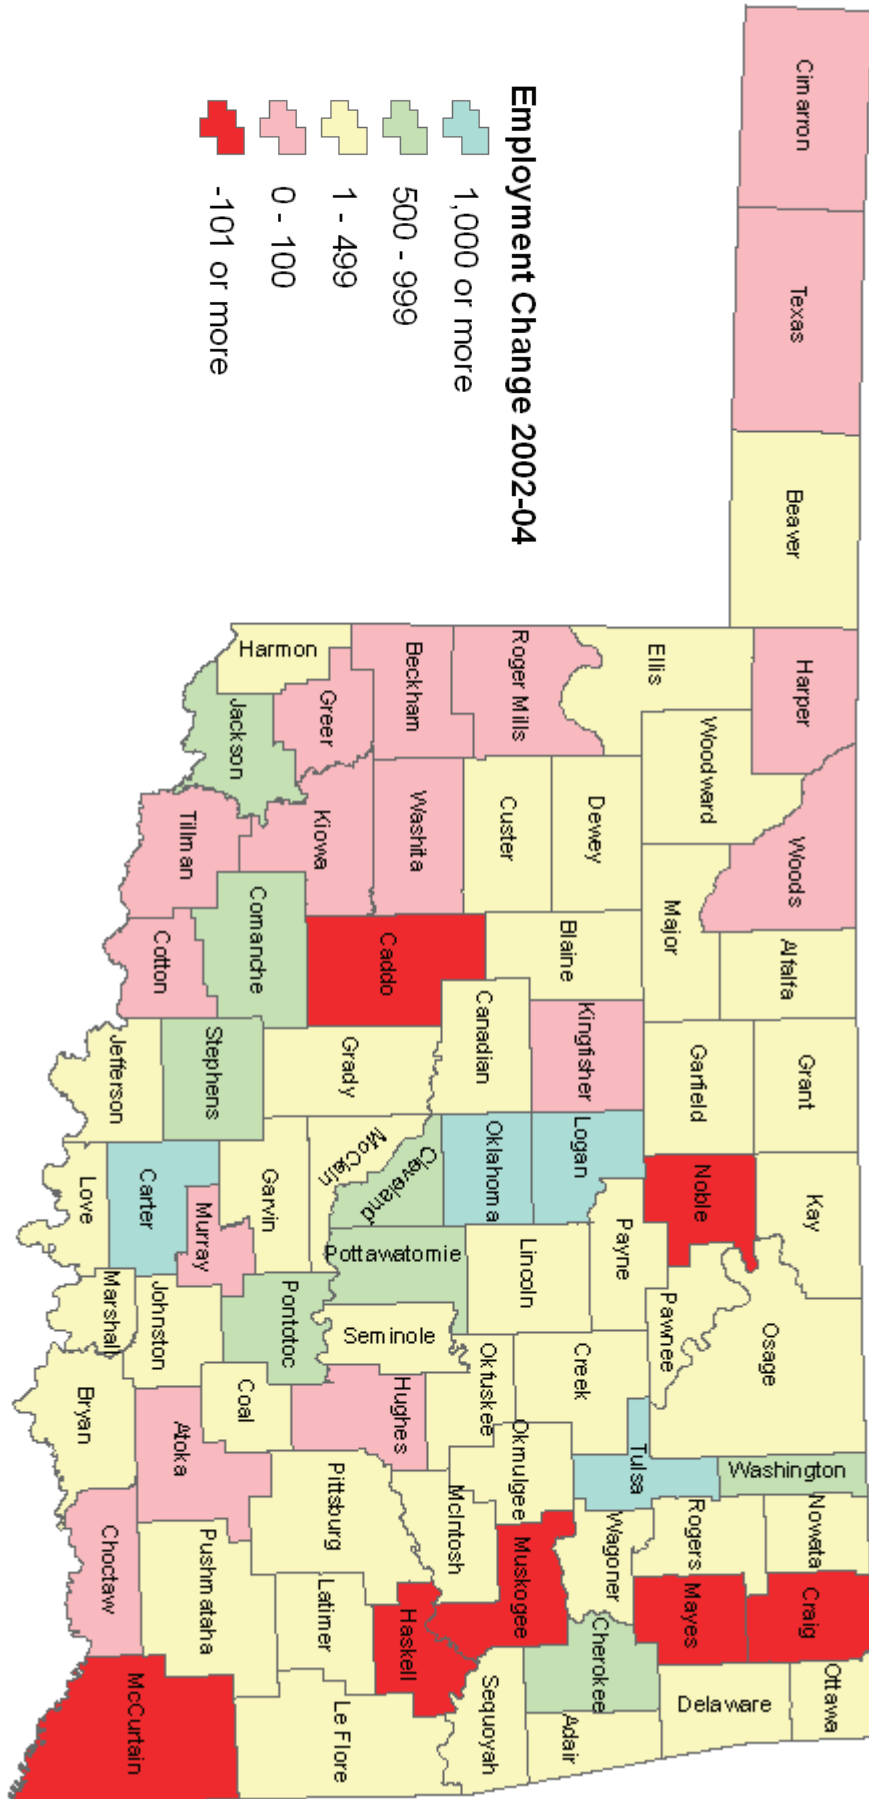 Employment Change 2002-04
1,000 or more
500 - 999
1 - 499
0 - 100
-101 or more
Cimarron
Texas
Beaver
Harper
Woods
Alfalfa
Grant
Kay
Osage
Washington
Nowata
Craig
Ottawa
Ellis
Woodward
Major
Garfield
Noble
Pawnee
Tulsa
Rogers
Mayes
Delaware
Roger Mills
Dewey
Custer
Blaine
Kingfisher
Logan
Payne
Lincoln
Creek
Okmulgee
Wagoner
Cherokee
Adair
Beckham
Washita
Caddo
Canadian
Oklahoma
Cleveland
Pottawatomie
Seminole
Okfuskee
McIntosh
Muskogee
Sequoyah
Harmon
Greer
Kiowa
Jackson
Tillman
Comanche
Cotton
Grady
McClain
Garvin
Stephens
Jefferson
Hughes
Pittsburg
Haskell
Latimer
Le Flore
Pontotoc
Coal
Murray
Carter
Love
Johnston
Marshall
Bryan
Atoka
Pushmataha
Choctaw
McCurtain